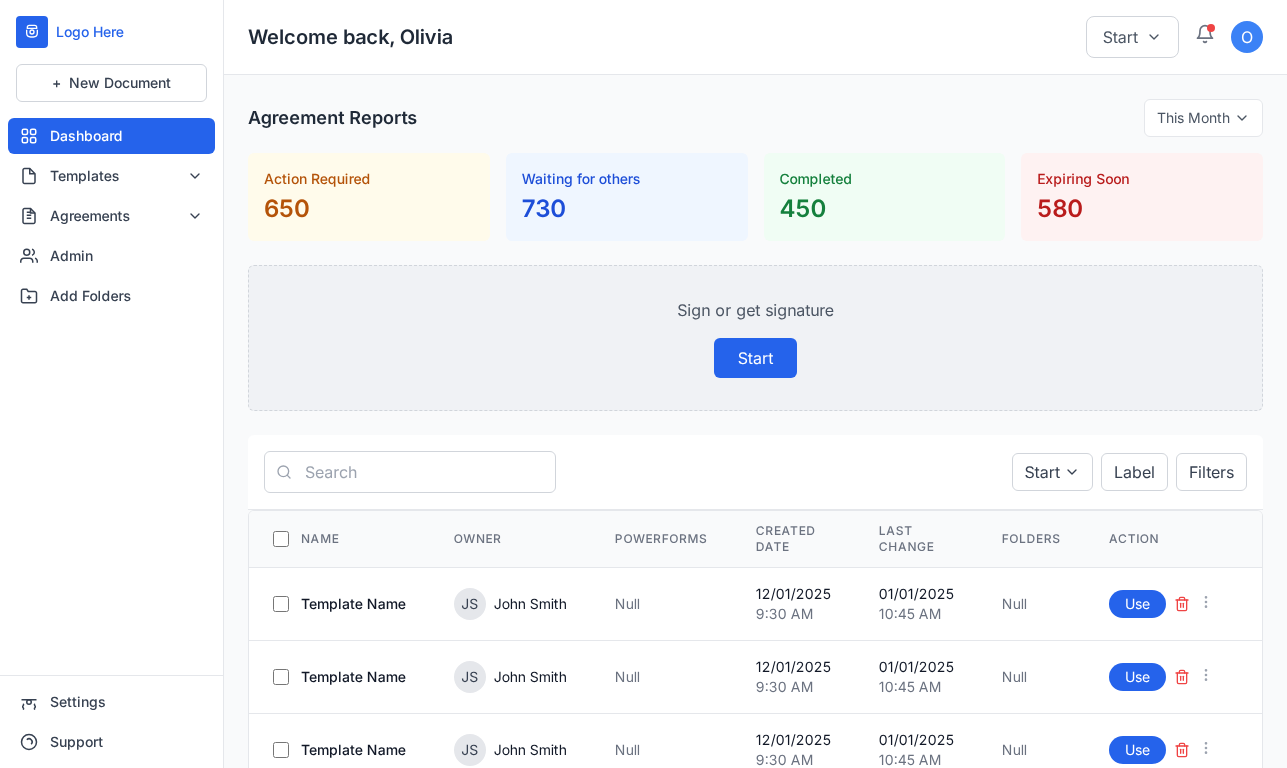 Logo Here
+ New Document
Dashboard
Templates
Agreements
Admin
Add Folders
Settings
Support
Welcome back, Olivia
Start
O
Agreement Reports
This Month
Action Required
650
Waiting for others
730
Completed
450
Expiring Soon
580
Sign or get signature
Start
Search
Start
Label
Filters
NAME OWNER POWERFORMS CREATED DATE LAST CHANGE FOLDERS ACTION
Template Name JS John Smith Null 12/01/2025 01/01/2025 Null Use
9:30 AM 10:45 AM
Template Name JS John Smith Null 12/01/2025 01/01/2025 Null Use
9:30 AM 10:45 AM
Template Name JS John Smith Null 12/01/2025 01/01/2025 Null Use
9:30 AM 10:45 AM